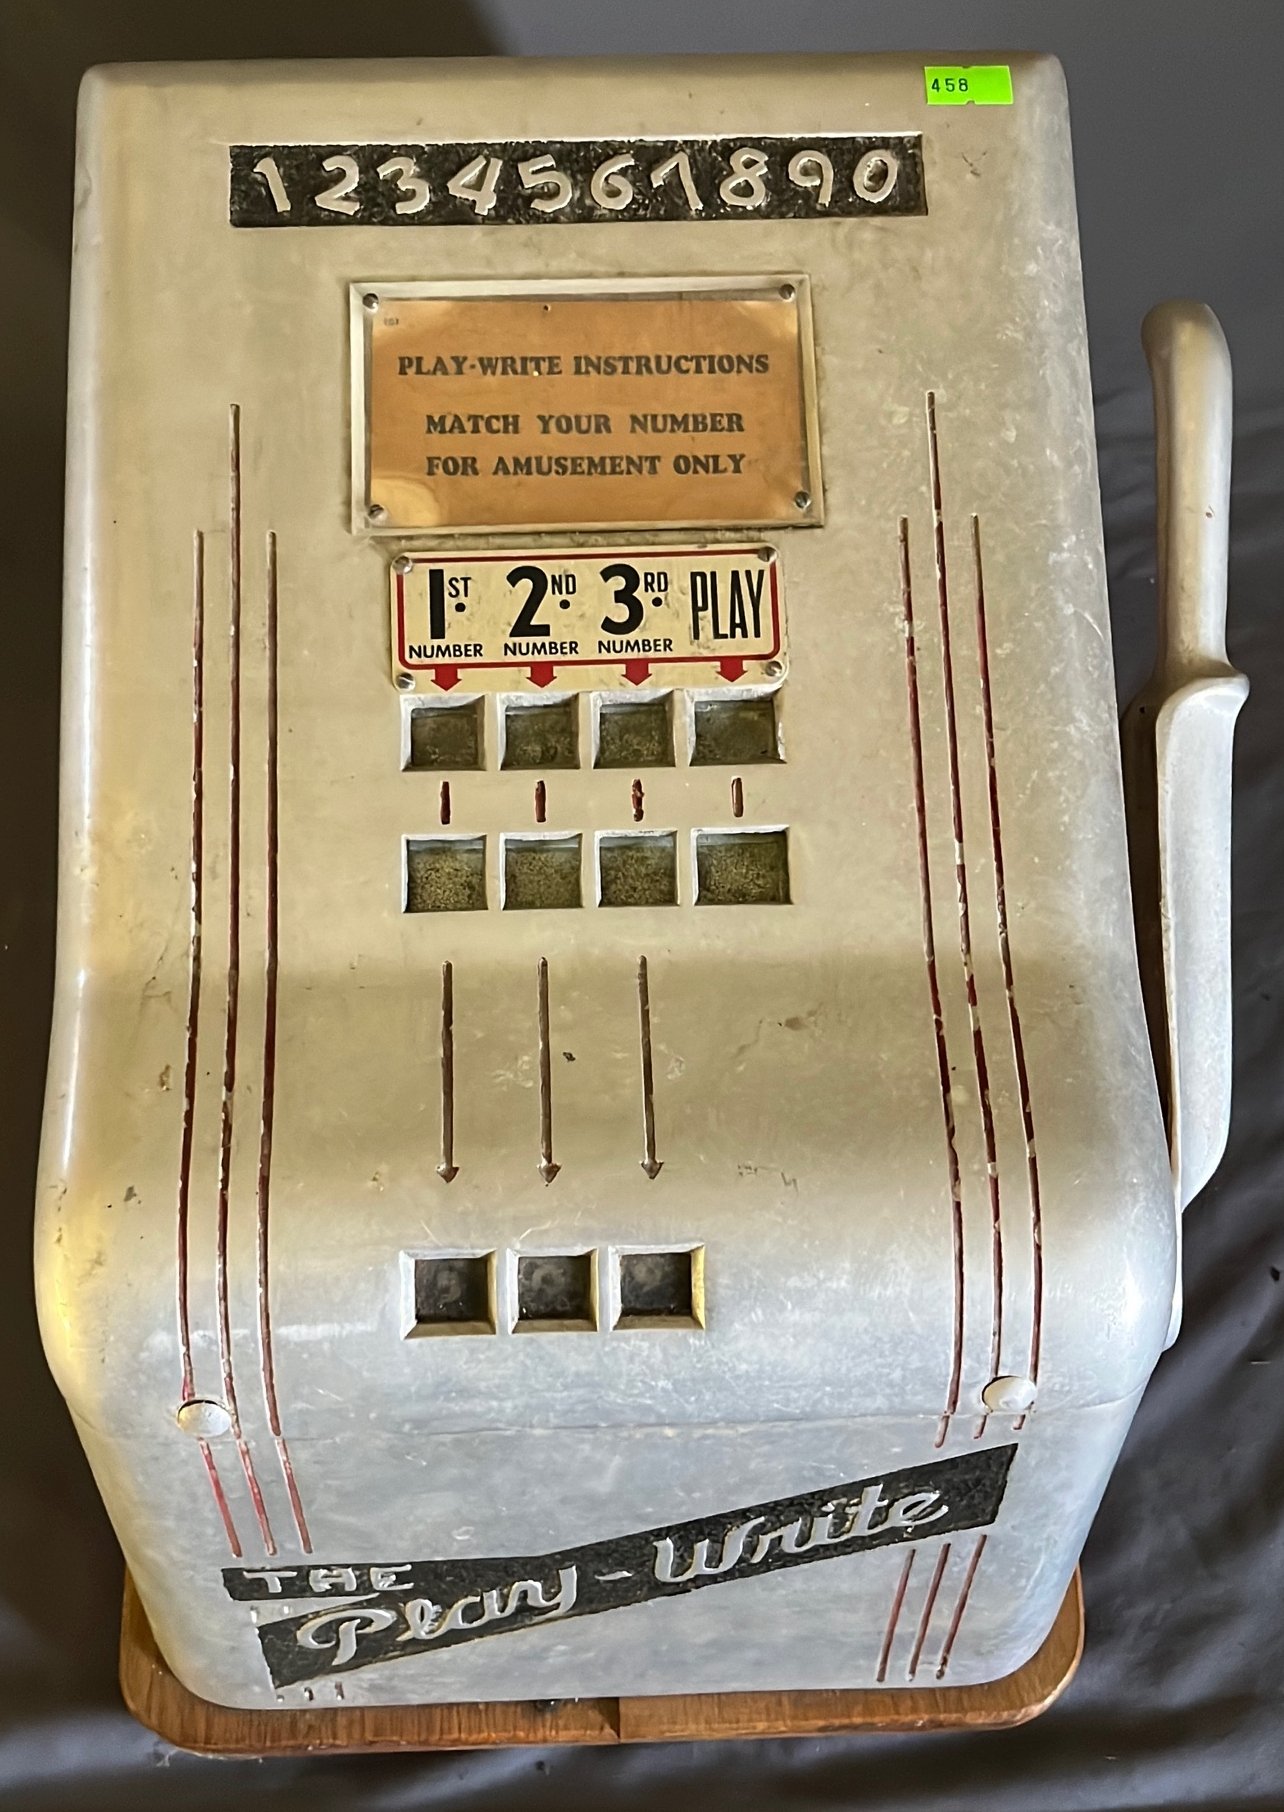 458
1234567890
PLAY-WRITE INSTRUCTIONS
MATCH YOUR NUMBER
FOR AMUSEMENT ONLY
1ST. 2ND. 3RD. PLAY
NUMBER NUMBER NUMBER
THE
Play-Write